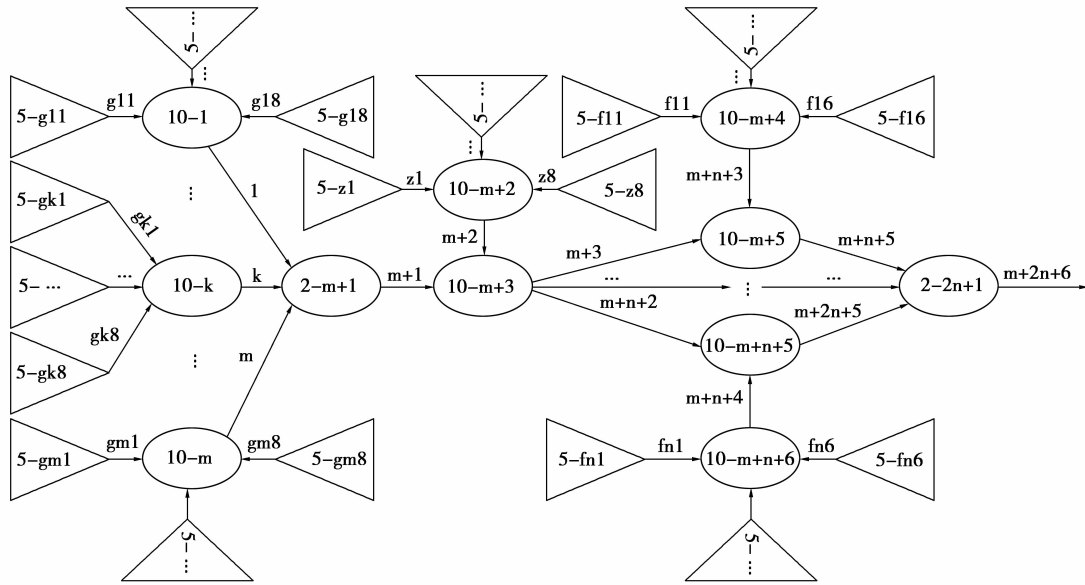 5-…
…
5-g11
g11
10-1
g18
5-g18
5-gk1
gk1
…
l
5-…
…
10-k
k
2-m+1
m+1
5-gk8
gk8
…
m
5-gm1
gm1
10-m
gm8
5-gm8
5-…
5-…
…
5-z1
z1
10-m+2
z8
5-z8
m+2
10-m+3
m+3
…
m+n+2
5-…
…
5-f11
f11
10-m+4
f16
5-f16
m+n+3
10-m+5
m+n+5
…
…
2-2n+1
m+2n+6
10-m+n+5
m+2n+5
m+n+4
5-fn1
fn1
10-m+n+6
fn6
5-fn6
5-…